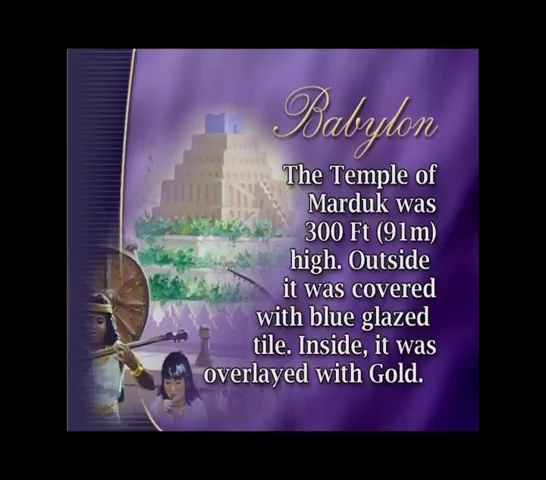 Babylon
The Temple of
Marduk was
300 Ft (91m)
high. Outside
it was covered
with blue glazed
tile. Inside, it was
overlayed with Gold.